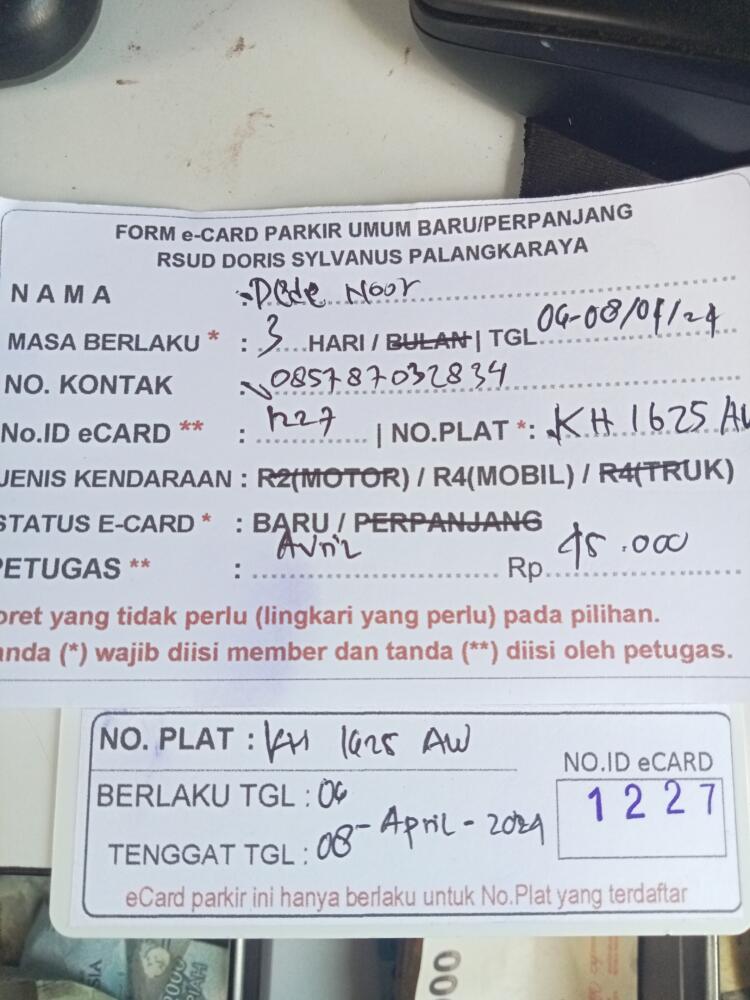 FORM e-CARD PARKIR UMUM BARU/PERPANJANG
RSUD DORIS SYLVANUS PALANGKARAYA
NAMA : Dede Noor
MASA BERLAKU * : 3 HARI / BULAN | TGL 06-08/04/24
NO. KONTAK : 085787032834
No.ID eCARD ** : 1227 | NO.PLAT *: KH 1625 AW
JENIS KENDARAAN : R2(MOTOR) / R4(MOBIL) / R4(TRUK)
STATUS E-CARD * : BARU / PERPANJANG
PETUGAS ** : Rp 45.000
oret yang tidak perlu (lingkari yang perlu) pada pilihan.
anda (*) wajib diisi member dan tanda (**) diisi oleh petugas.
NO. PLAT : KH 1625 AW
NO.ID eCARD
1227
BERLAKU TGL : 06
TENGGAT TGL : 08 - April - 2024
eCard parkir ini hanya berlaku untuk No.Plat yang terdaftar